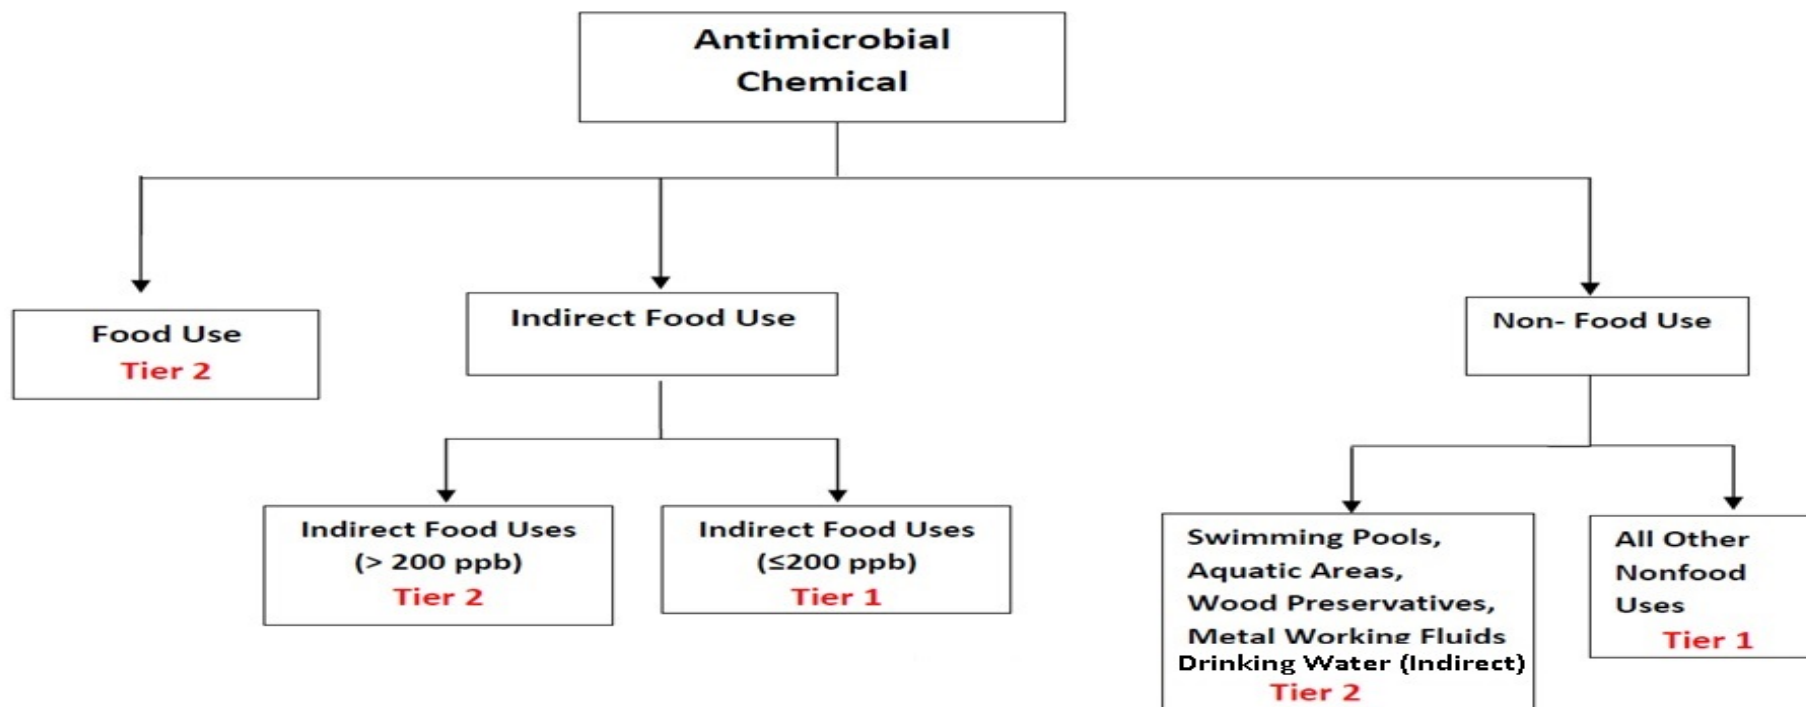 Antimicrobial
Chemical
Food Use
Tier 2
Indirect Food Use
Non- Food Use
Indirect Food Uses
(> 200 ppb)
Tier 2
Indirect Food Uses
(≤200 ppb)
Tier 1
Swimming Pools,
Aquatic Areas,
Wood Preservatives,
Metal Working Fluids
Drinking Water (Indirect)
Tier 2
All Other
Nonfood
Uses
Tier 1